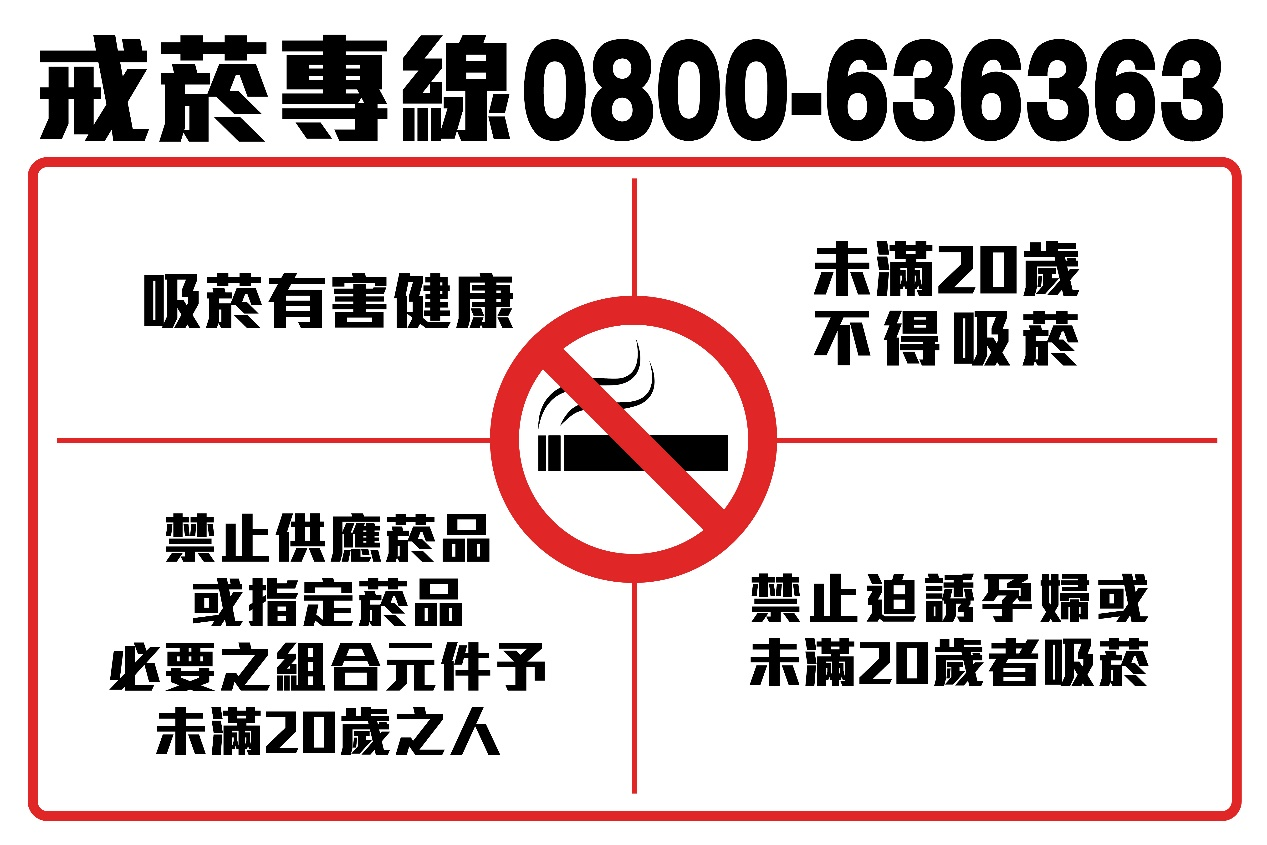 戒菸專線0800-636363
吸菸有害健康
未滿20歲
不得吸菸
禁止供應菸品
或指定菸品
必要之組合元件予
未滿20歲之人
禁止迫誘孕婦或
未滿20歲者吸菸